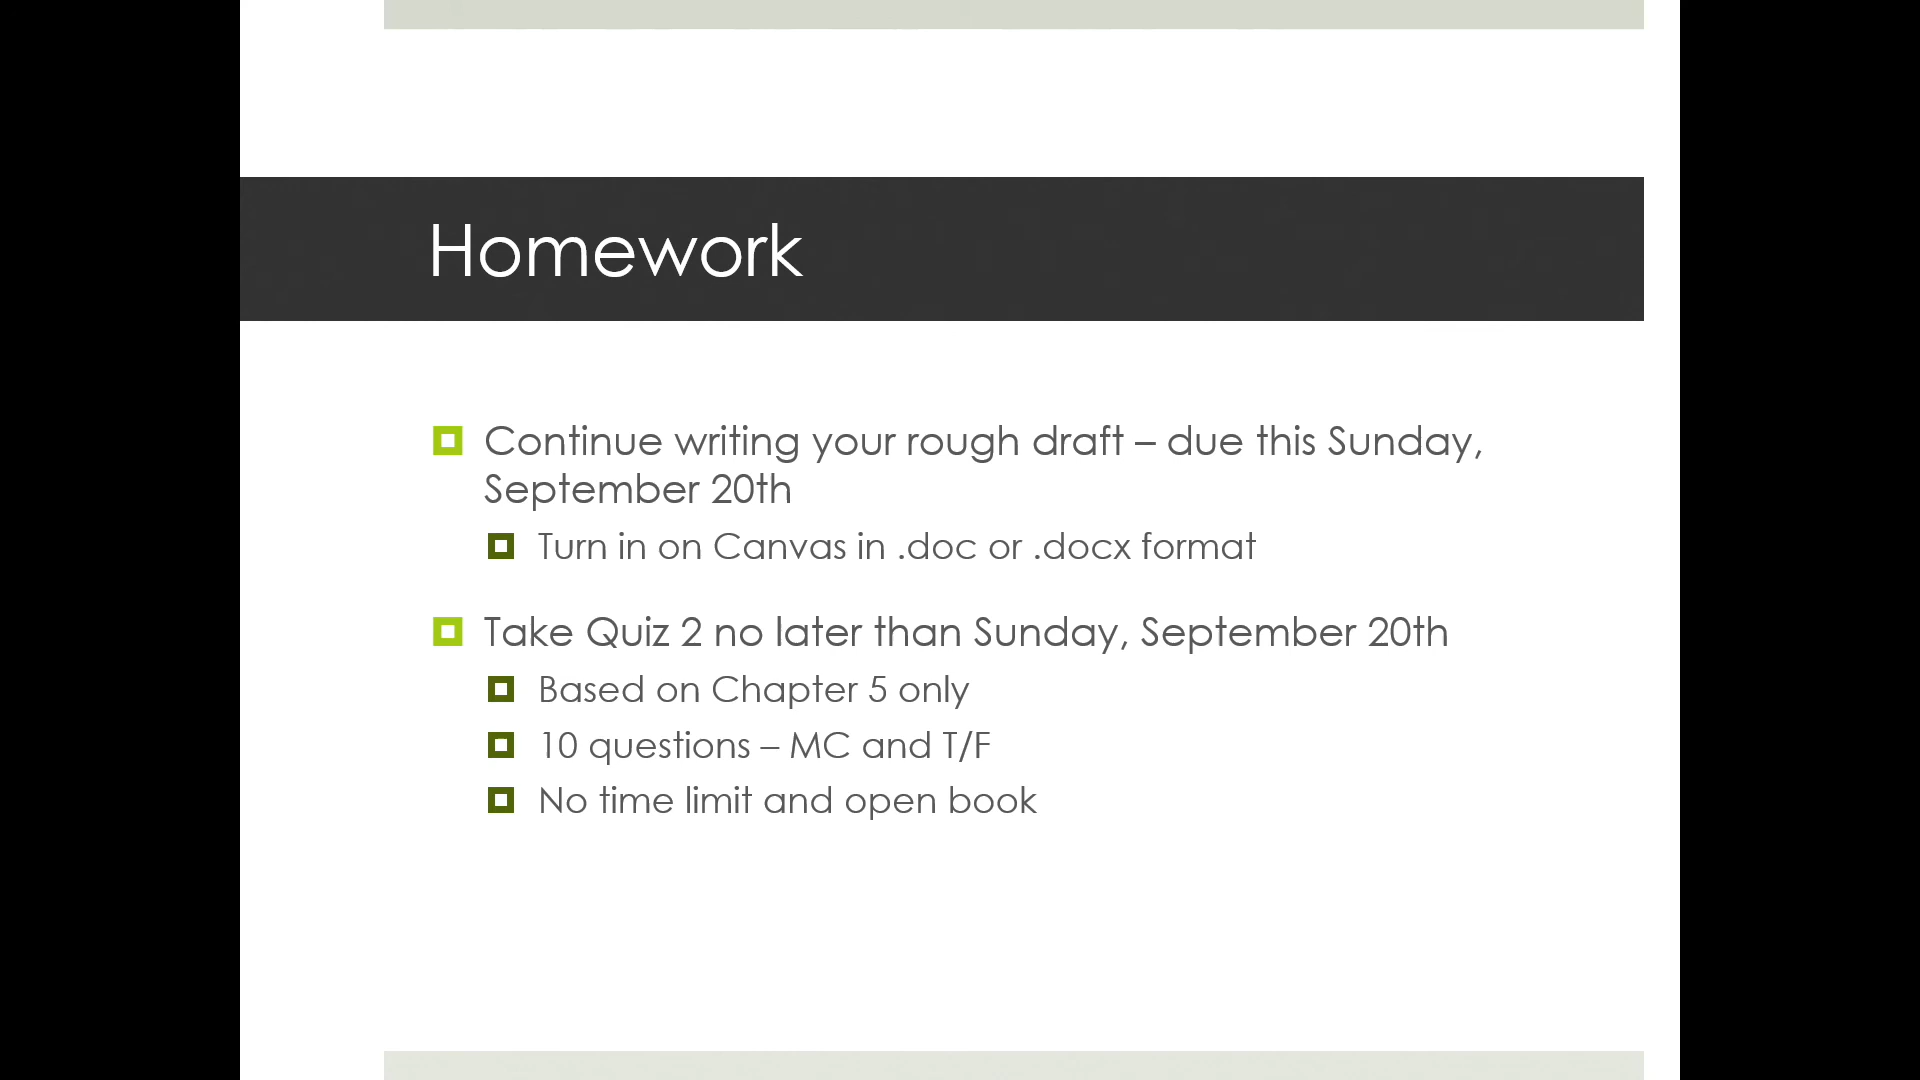 Homework
Continue writing your rough draft – due this Sunday,
September 20th
Turn in on Canvas in .doc or .docx format
Take Quiz 2 no later than Sunday, September 20th
Based on Chapter 5 only
10 questions – MC and T/F
No time limit and open book